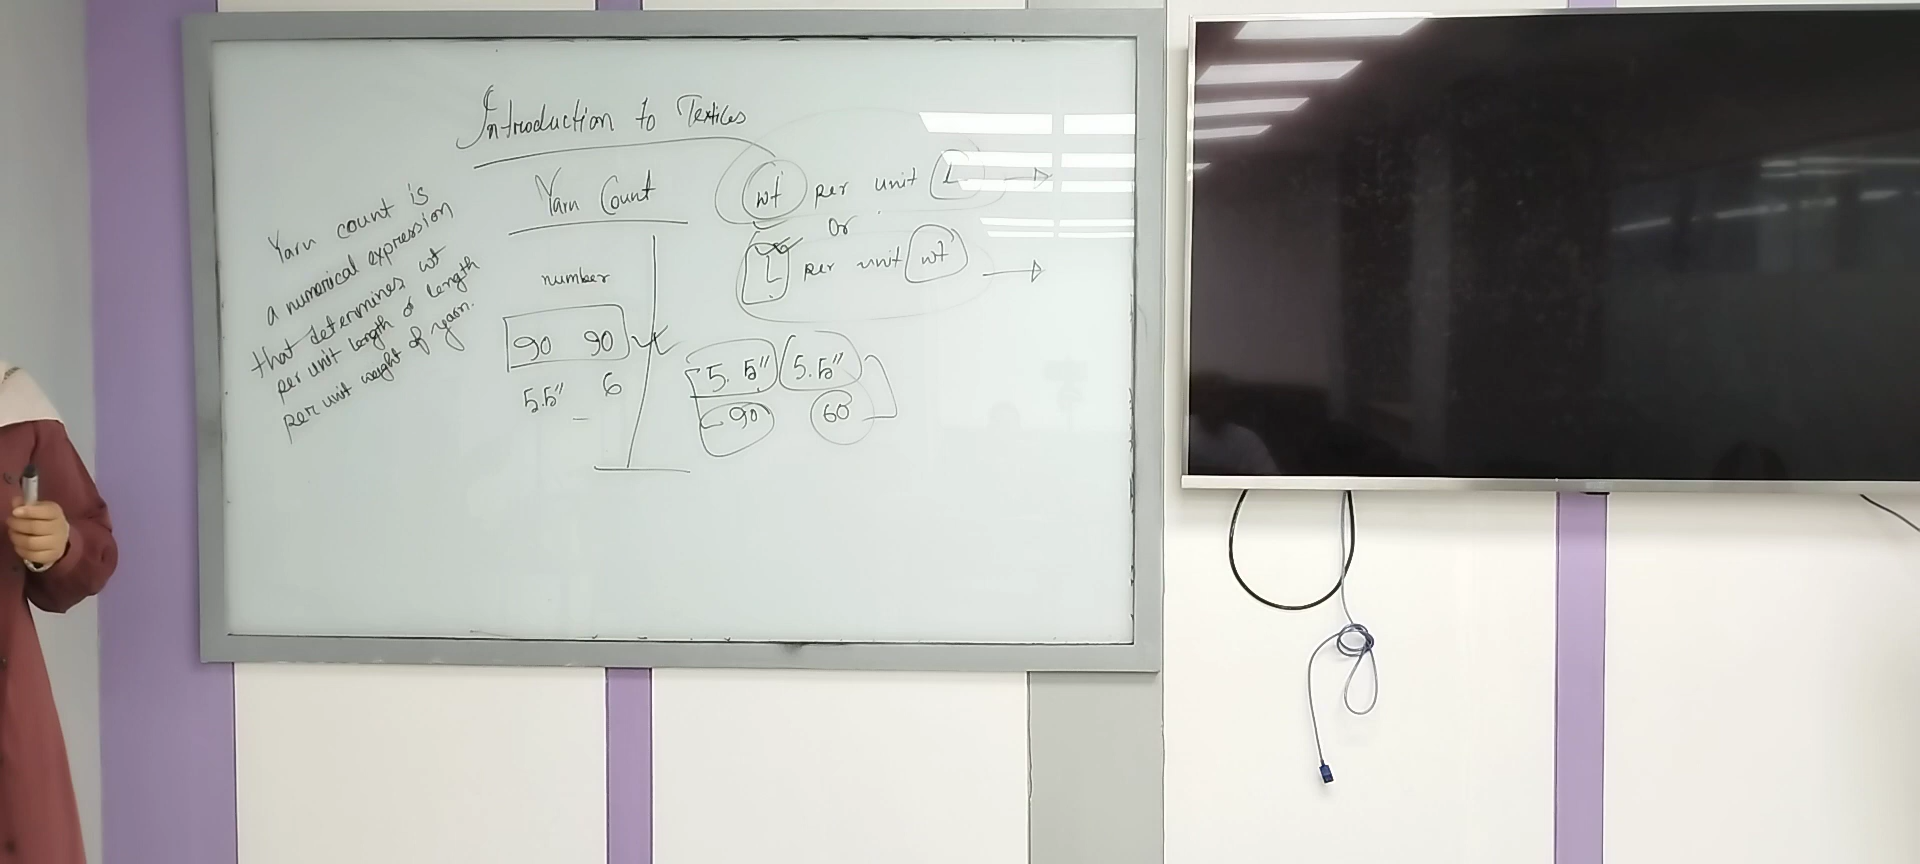 Introduction to Textiles
Yarn Count
Yarn count is
a numerical expression
that determines wt
per unit length or length
per unit weight of yarn.
number
90 90
5.5" 6
wt per unit L
Or
L per unit wt
5.5" 5.5"
90 60